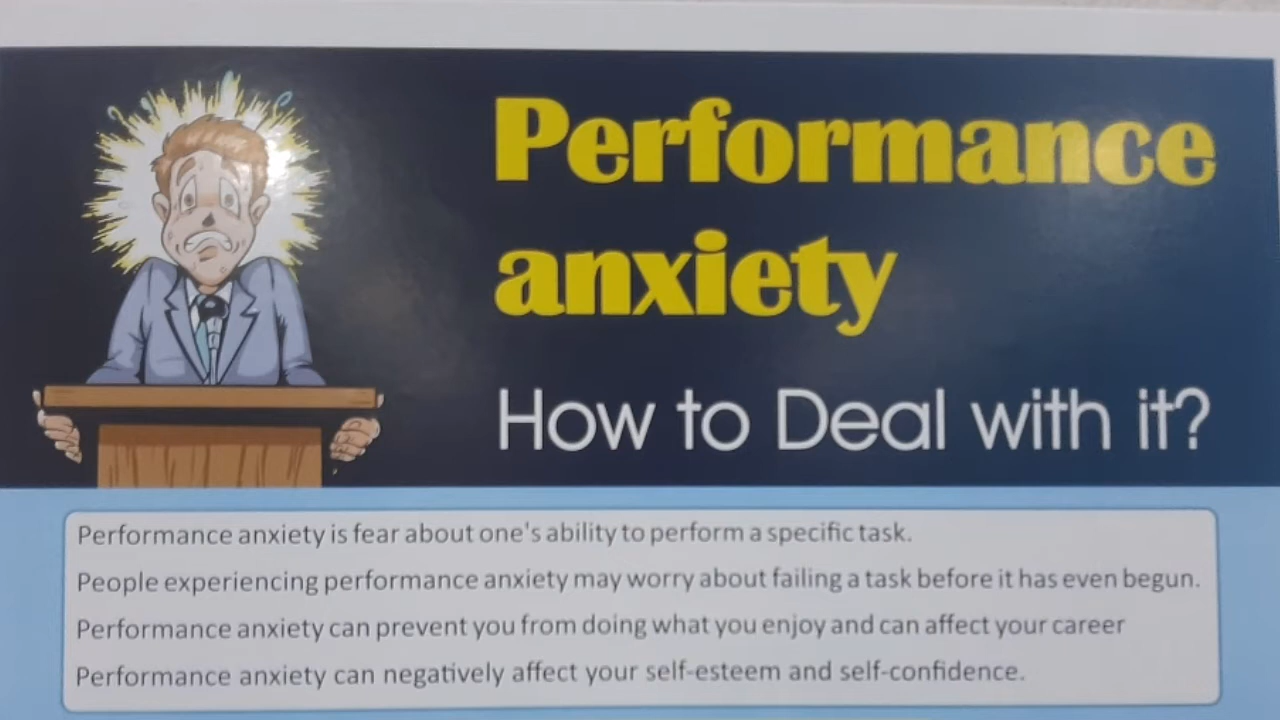 Performance
anxiety
How to Deal with it?
Performance anxiety is fear about one's ability to perform a specific task.
People experiencing performance anxiety may worry about failing a task before it has even begun.
Performance anxiety can prevent you from doing what you enjoy and can affect your career
Performance anxiety can negatively affect your self-esteem and self-confidence.